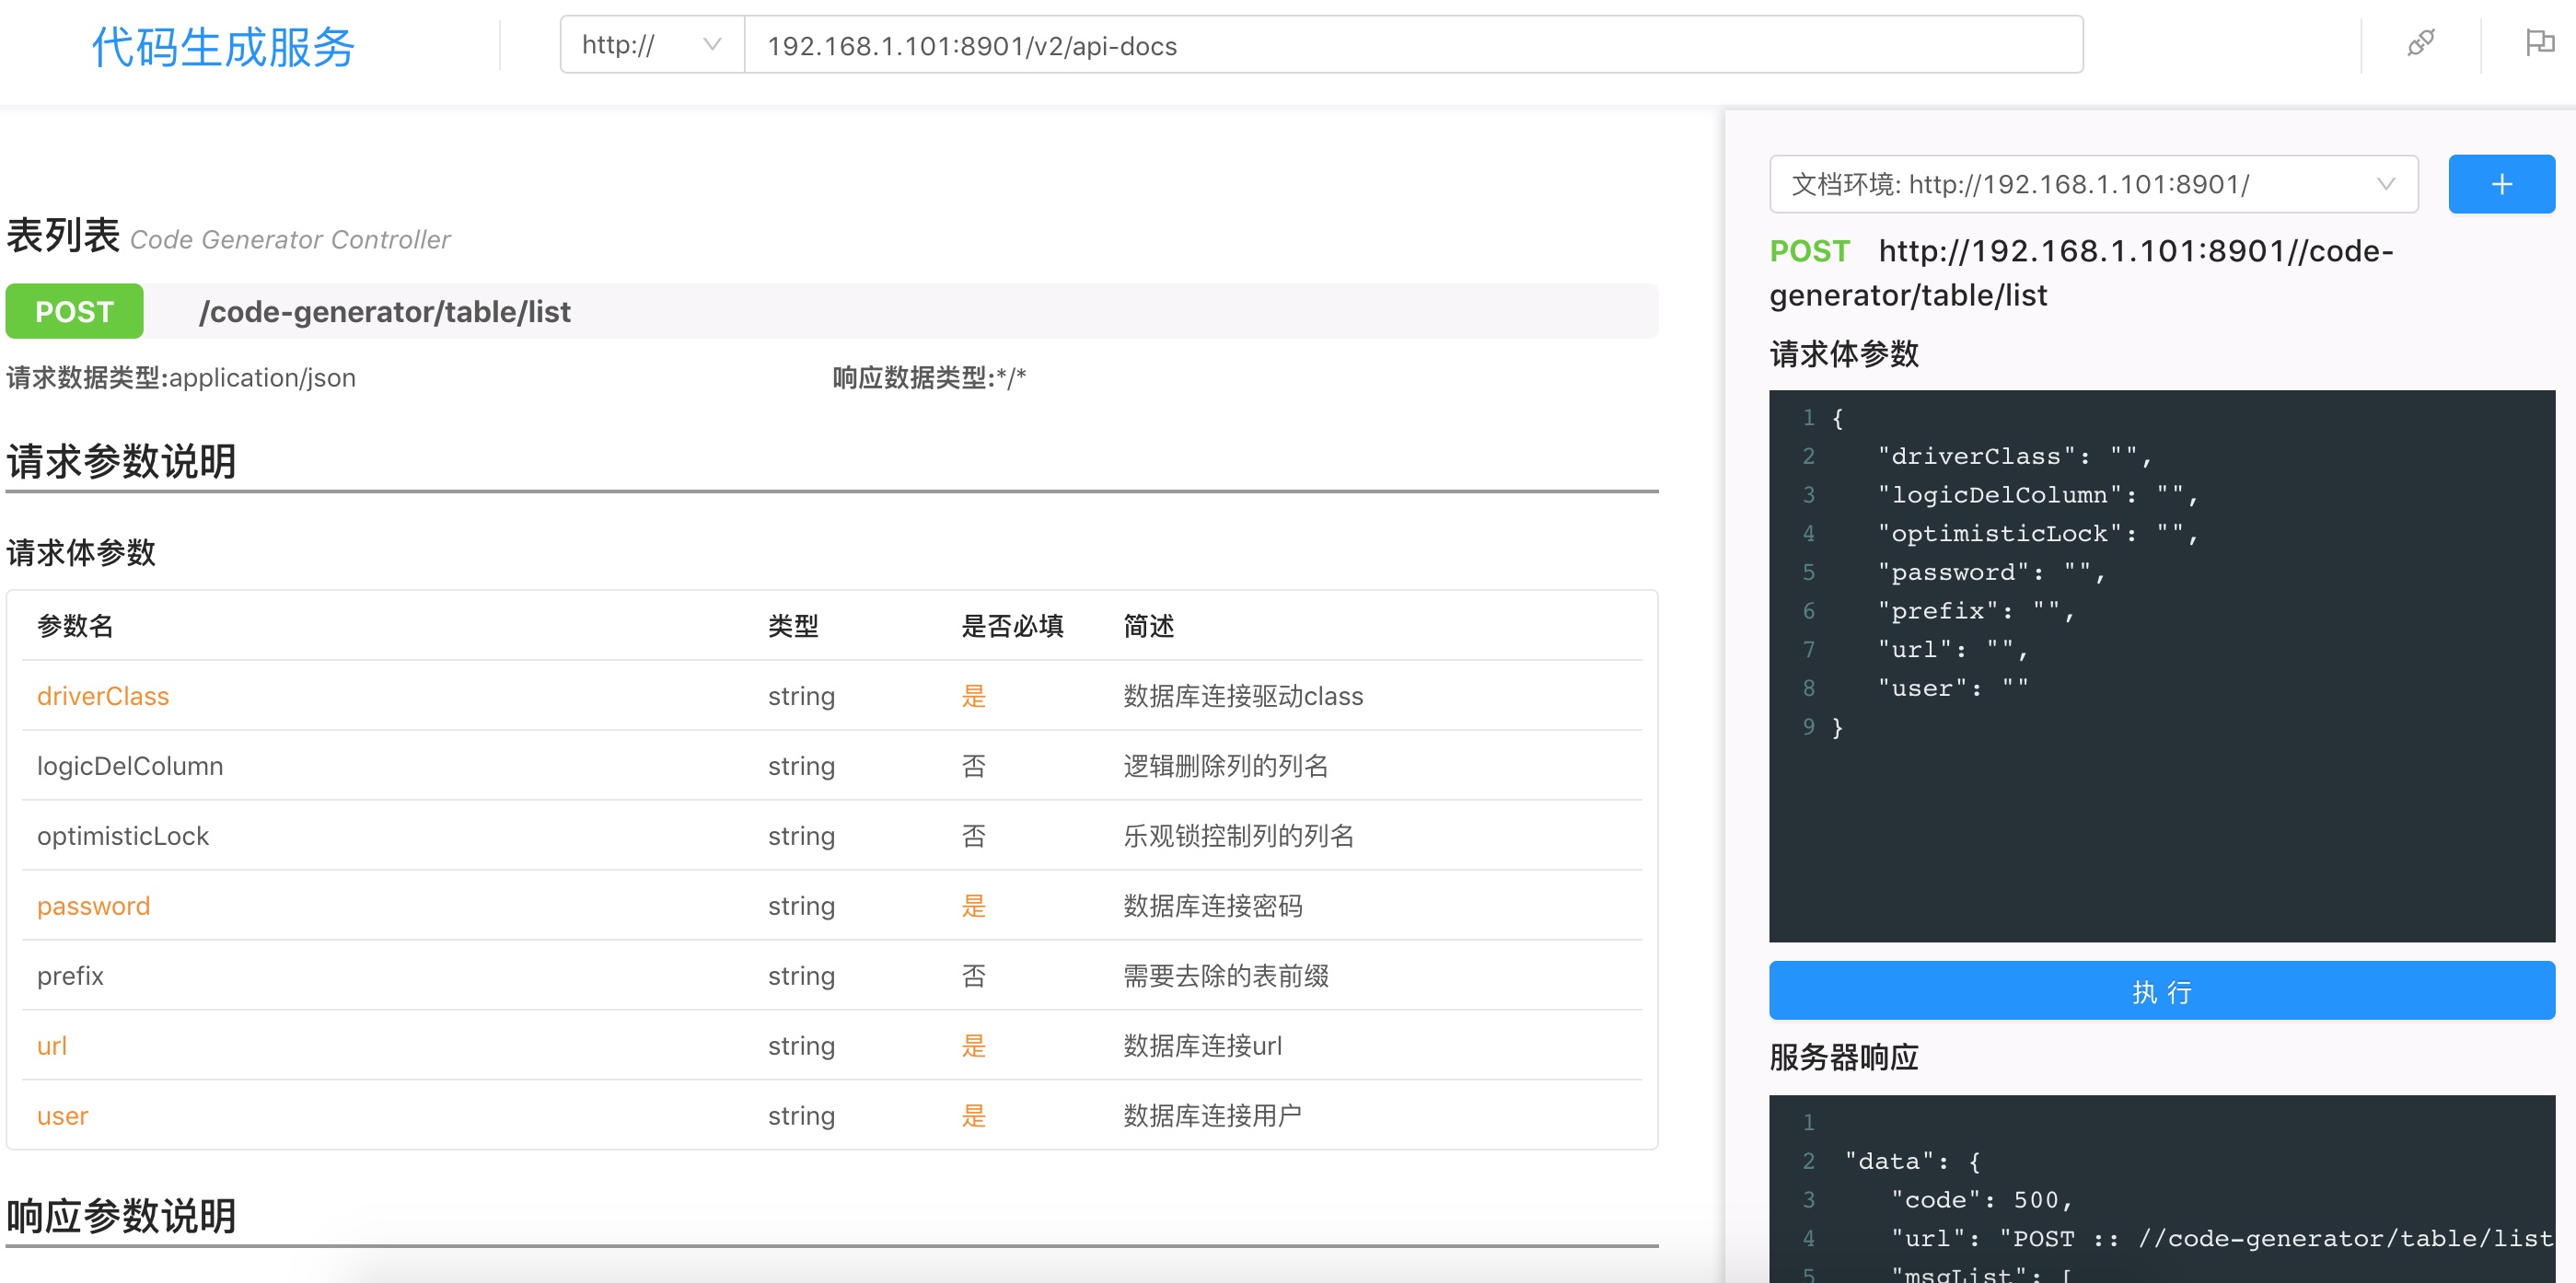 代码生成服务
http://
192.168.1.101:8901/v2/api-docs
表列表 Code Generator Controller
POST /code-generator/table/list
请求数据类型:application/json 响应数据类型:*/*
请求参数说明
请求体参数
参数名 类型 是否必填 简述
driverClass string 是 数据库连接驱动class
logicDelColumn string 否 逻辑删除列的列名
optimisticLock string 否 乐观锁控制列的列名
password string 是 数据库连接密码
prefix string 否 需要去除的表前缀
url string 是 数据库连接url
user string 是 数据库连接用户
响应参数说明
文档环境: http://192.168.1.101:8901/
+
POST http://192.168.1.101:8901//code-
generator/table/list
请求体参数
1 {
2 "driverClass": "",
3 "logicDelColumn": "",
4 "optimisticLock": "",
5 "password": "",
6 "prefix": "",
7 "url": "",
8 "user": ""
9 }
执 行
服务器响应
1
2 "data": {
3 "code": 500,
4 "url": "POST :: //code-generator/table/list
5 "msgList": [